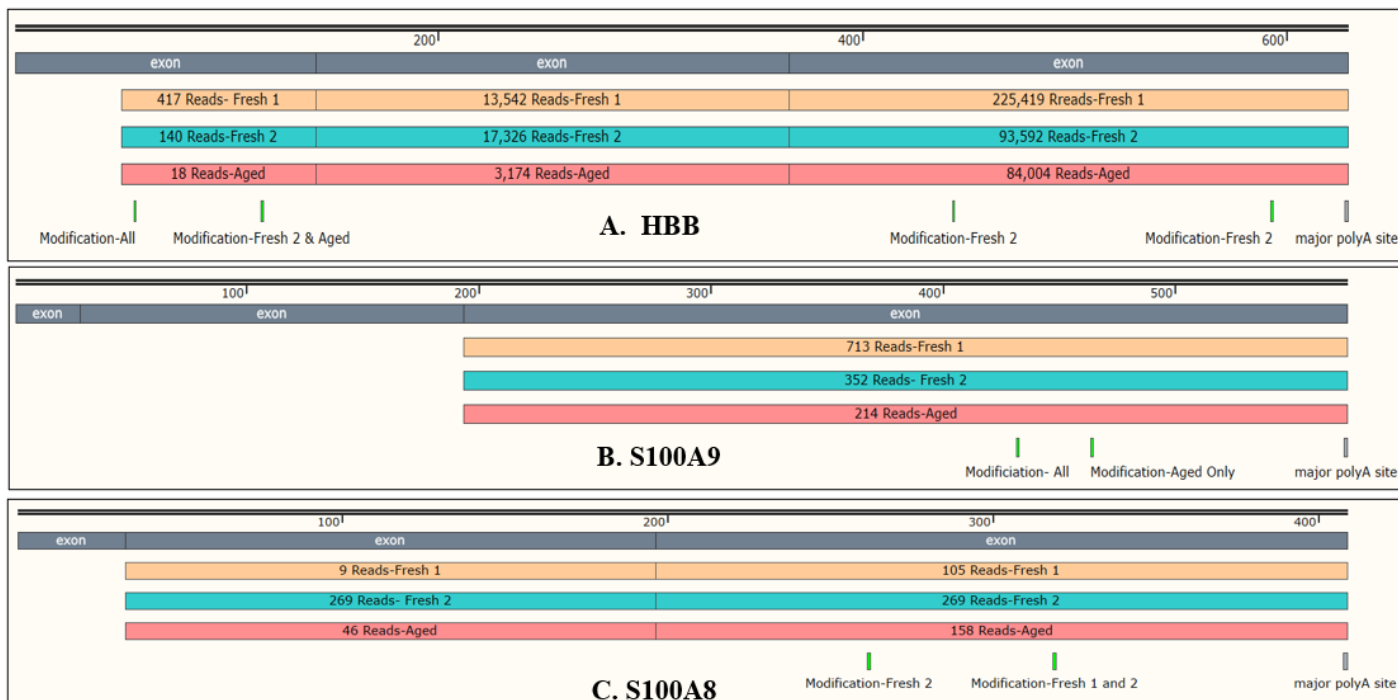 200 400 600
exon exon exon
417 Reads- Fresh 1 13,542 Reads-Fresh 1 225,419 Rreads-Fresh 1
140 Reads-Fresh 2 17,326 Reads-Fresh 2 93,592 Reads-Fresh 2
18 Reads-Aged 3,174 Reads-Aged 84,004 Reads-Aged
A. HBB
Modification-All Modification-Fresh 2 & Aged Modification-Fresh 2 Modification-Fresh 2 major polyA site
100 200 300 400 500
exon exon exon
713 Reads-Fresh 1
352 Reads- Fresh 2
214 Reads-Aged
B. S100A9
Modificiation- All Modification-Aged Only major polyA site
100 200 300 400
exon exon exon
9 Reads-Fresh 1 105 Reads-Fresh 1
269 Reads- Fresh 2 269 Reads-Fresh 2
46 Reads-Aged 158 Reads-Aged
C. S100A8
Modification-Fresh 2 Modification-Fresh 1 and 2 major polyA site